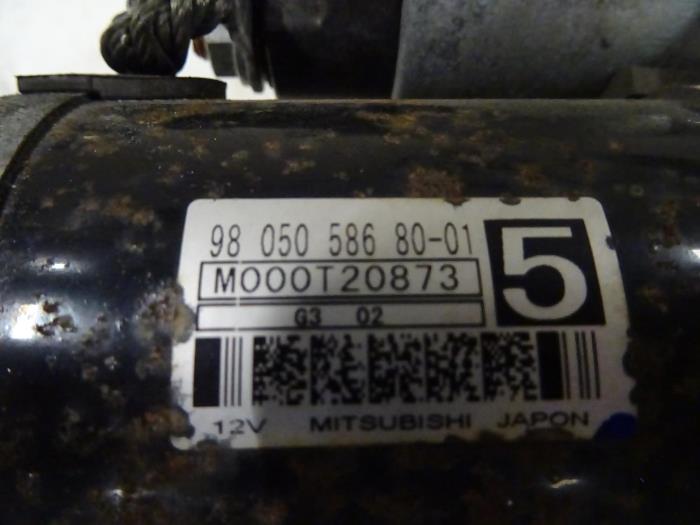 98 050 586 80-01
5
M000T20873
G3 02
12V MITSUBISHI JAPON